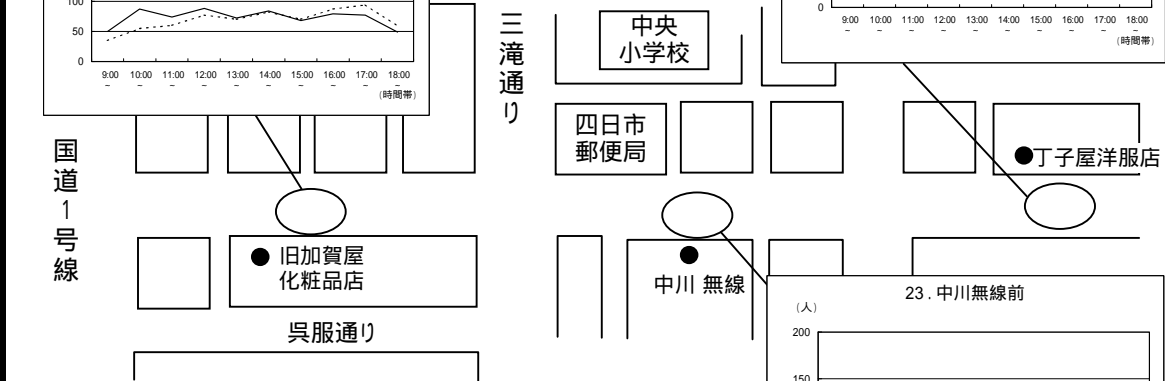 100
50
0
9:00 10:00 11:00 12:00 13:00 14:00 15:00 16:00 17:00 18:00
~ ~ ~ ~ ~ ~ ~ ~ ~ ~
(時間帯)
三滝通り
中央
小学校
0
9:00 10:00 11:00 12:00 13:00 14:00 15:00 16:00 17:00 18:00
~ ~ ~ ~ ~ ~ ~ ~ ~ ~
(時間帯)
国道1号線
四日市
郵便局
●丁子屋洋服店
● 旧加賀屋
化粧品店
●
中川 無線
呉服通り
23.中川無線前
(人)
200
150